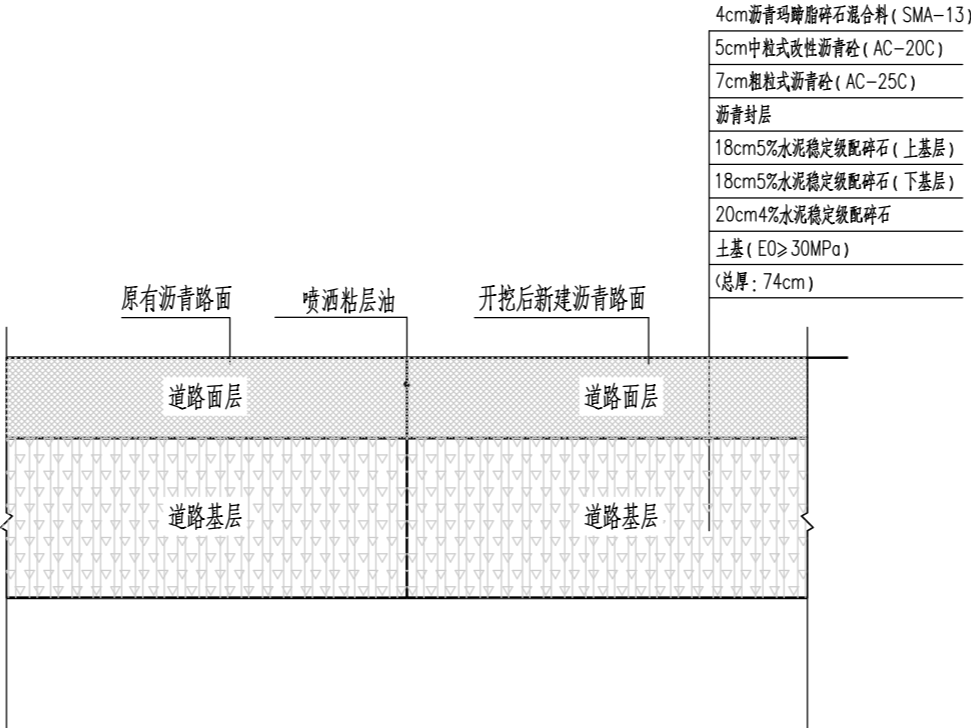 4cm沥青玛蹄脂碎石混合料(SMA-13)
5cm中粒式改性沥青砼(AC-20C)
7cm粗粒式沥青砼(AC-25C)
沥青封层
18cm5%水泥稳定级配碎石(上基层)
18cm5%水泥稳定级配碎石(下基层)
20cm4%水泥稳定级配碎石
土基(E0≥30MPa)
(总厚:74cm)
原有沥青路面 喷洒粘层油 开挖后新建沥青路面
道路面层 道路面层
道路基层 道路基层